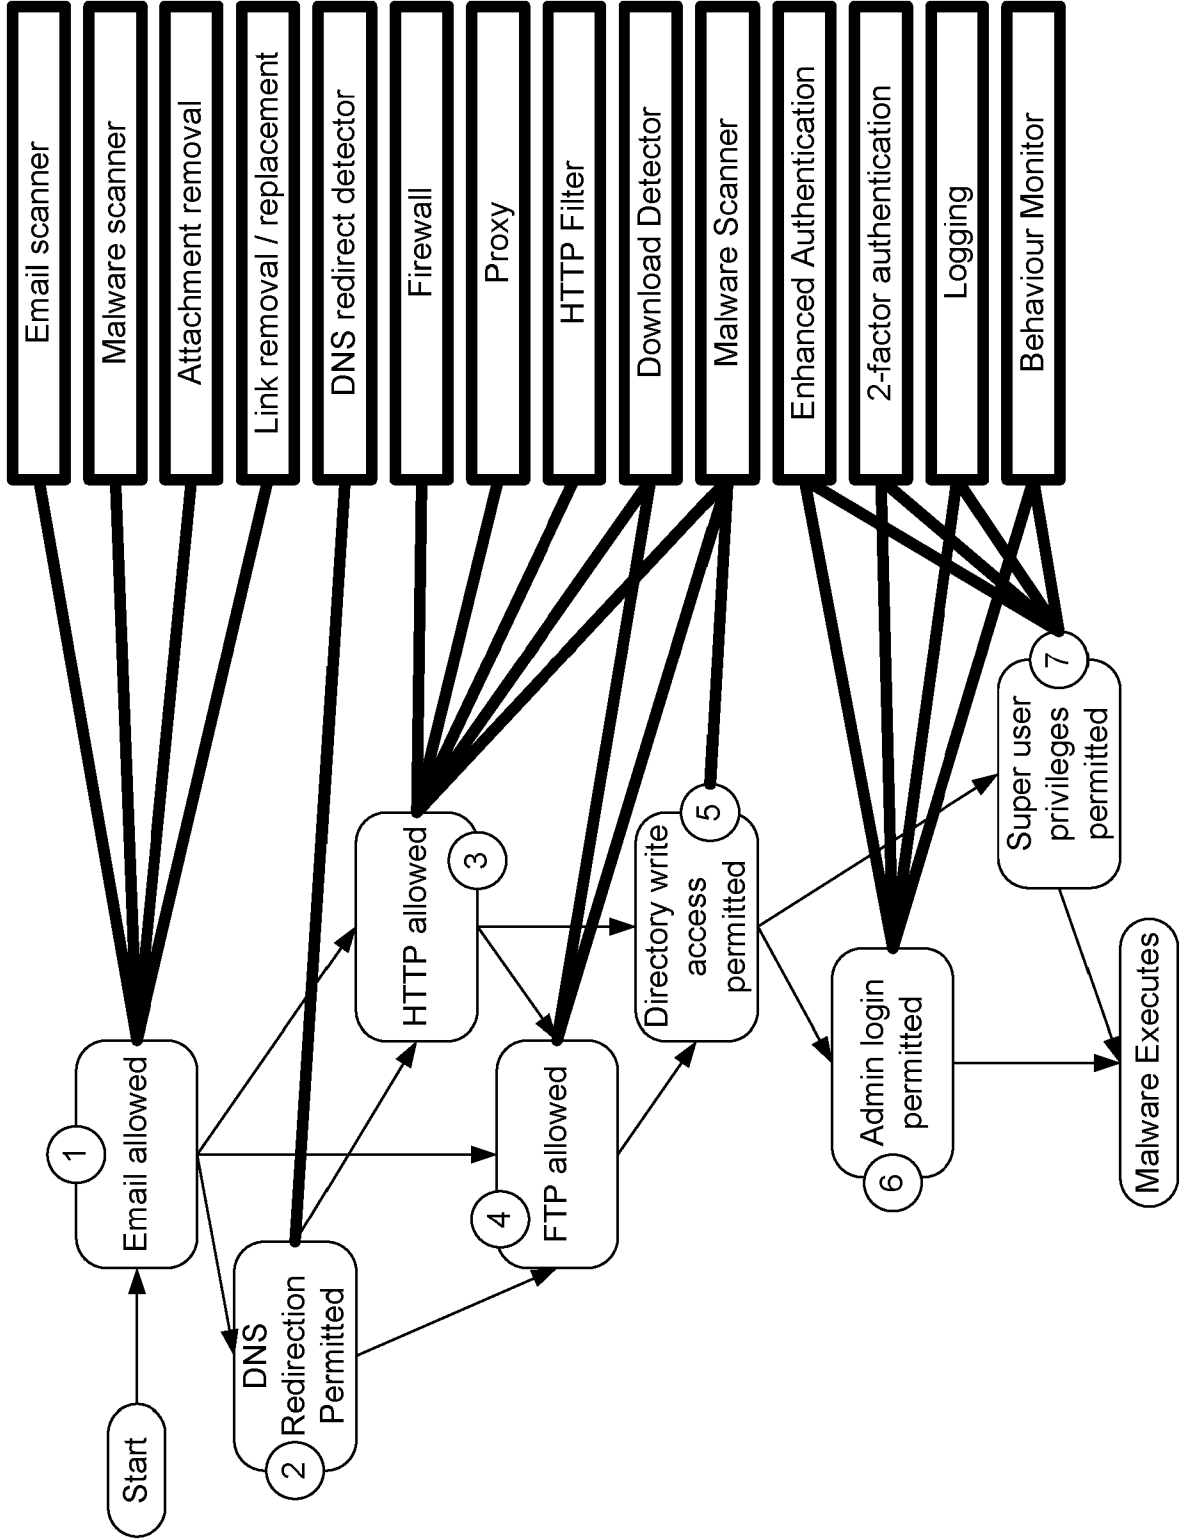 Email scanner
Malware scanner
Attachment removal
Link removal / replacement
DNS redirect detector
Firewall
Proxy
HTTP Filter
Download Detector
Malware Scanner
Enhanced Authentication
2-factor authentication
Logging
Behaviour Monitor
Start
1
Email allowed
2
DNS
Redirection
Permitted
3
HTTP allowed
4
FTP allowed
5
Directory write
access
permitted
6
Admin login
permitted
7
Super user
privileges
permitted
Malware Executes